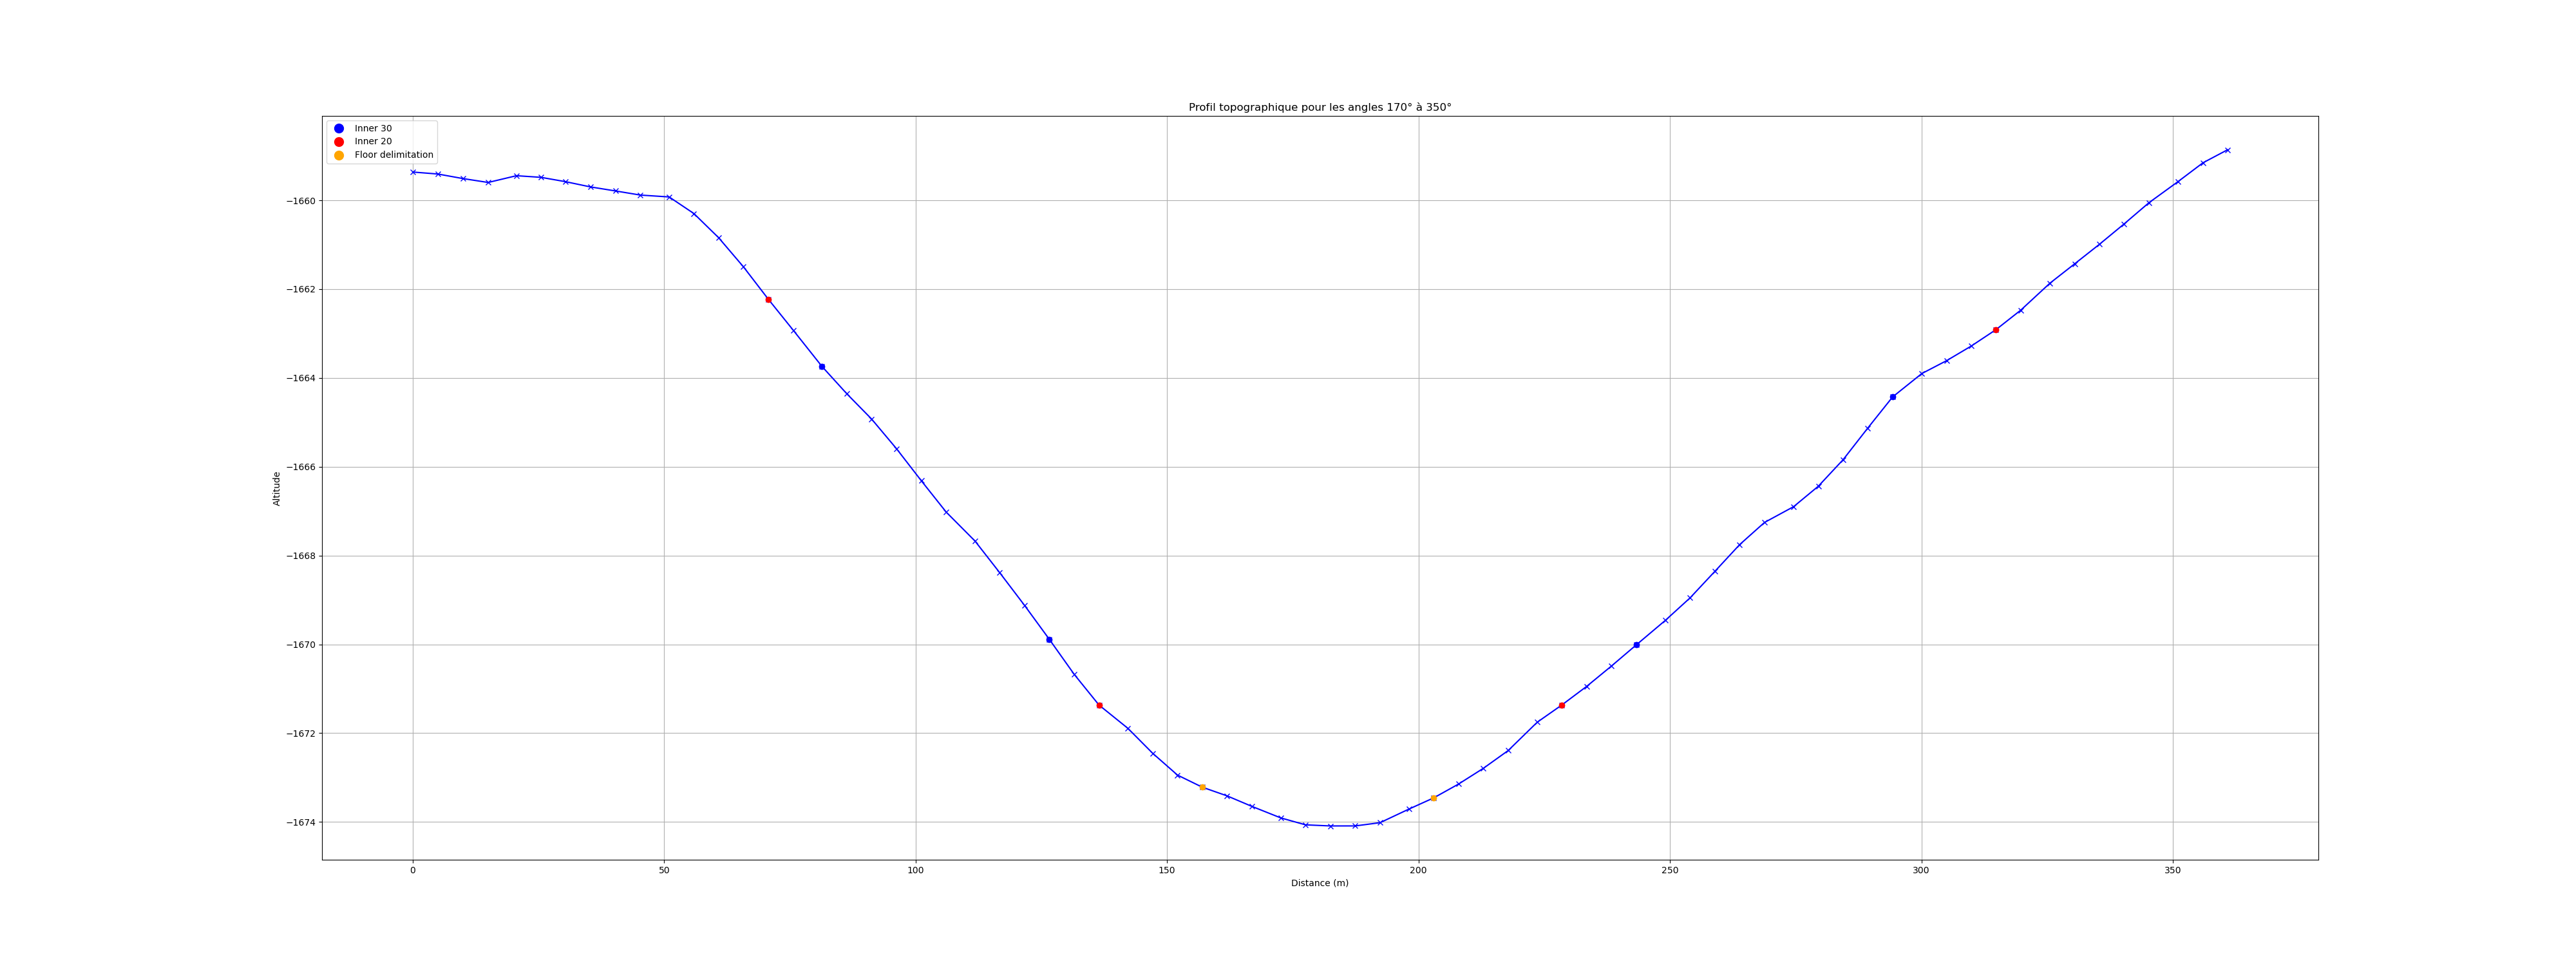 Profil topographique pour les angles 170° à 350°
Inner 30
Inner 20
Floor delimitation
Altitude
−1660
−1662
−1664
−1666
−1668
−1670
−1672
−1674
0 50 100 150 200 250 300 350
Distance (m)